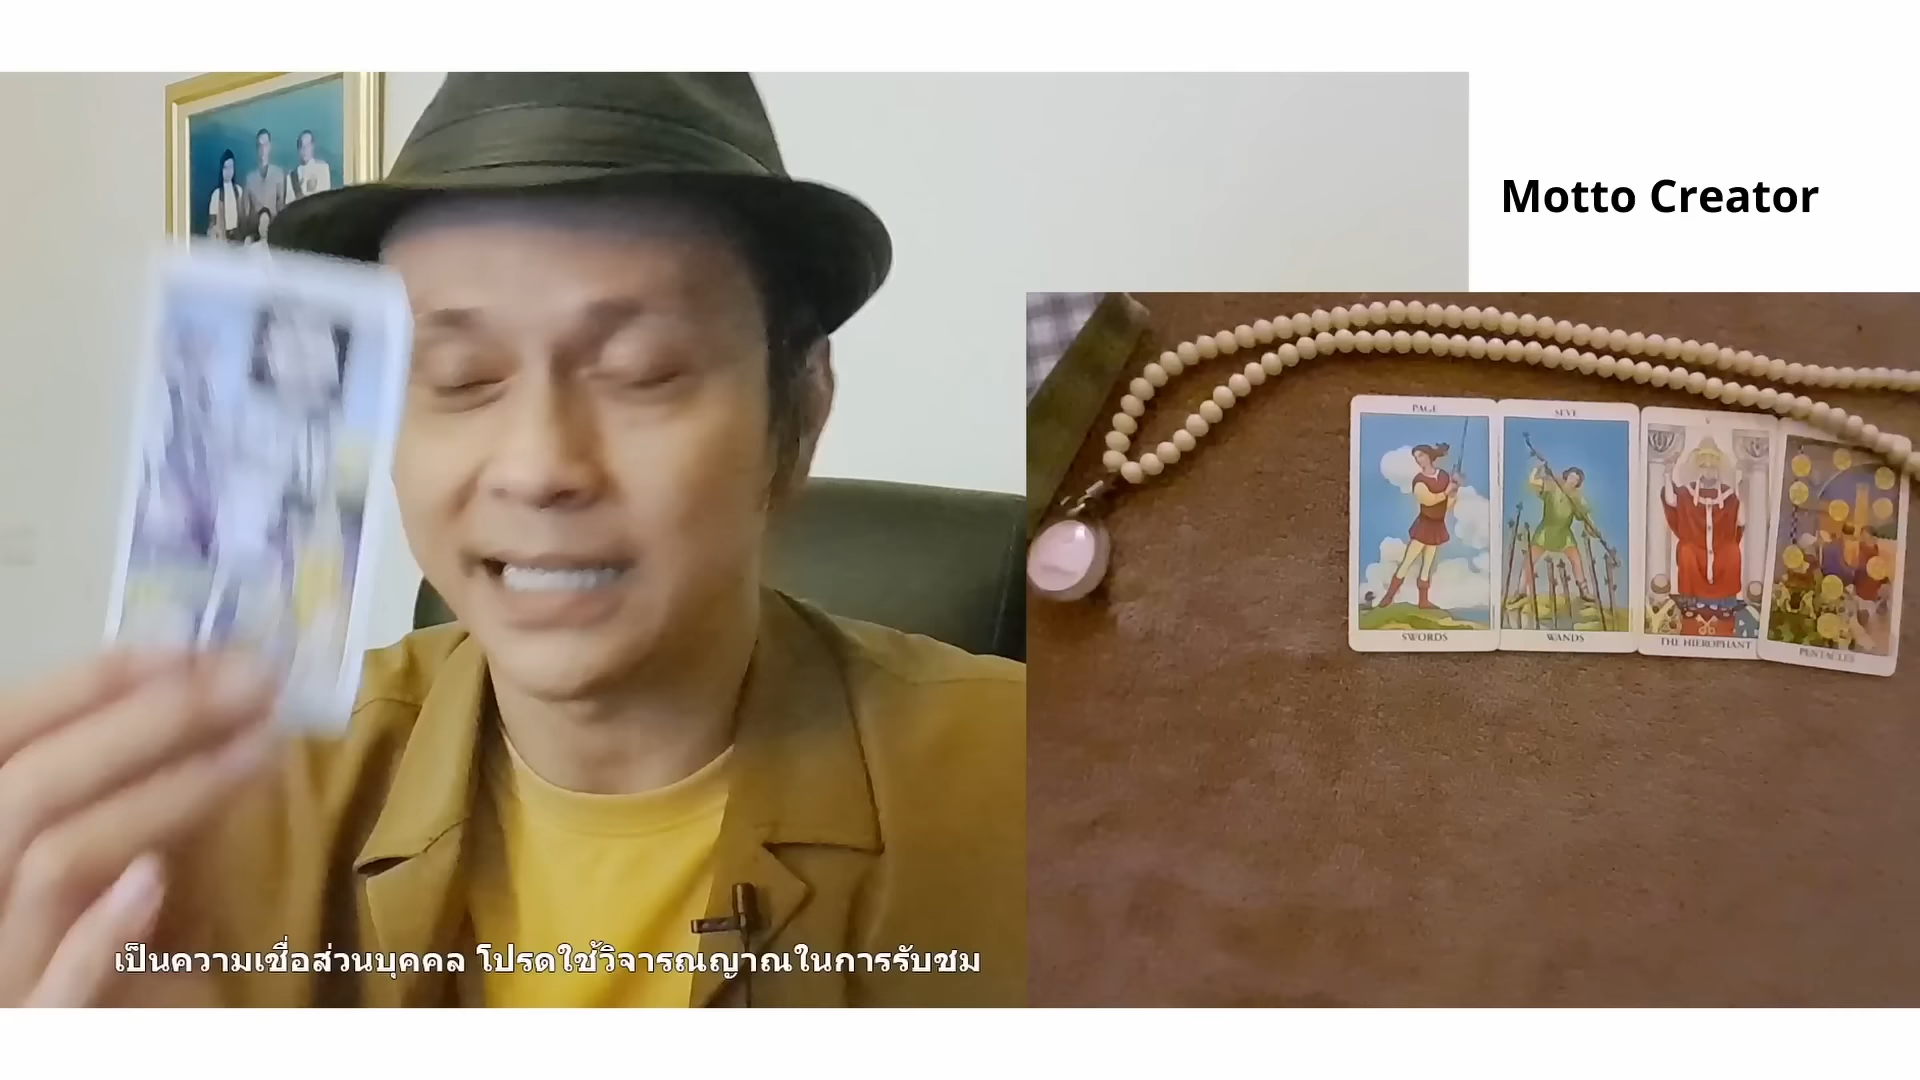 Motto Creator
PAGE
SWORDS
WANDS
V
THE HIEROPHANT
PENTACLES
เป็นความเชื่อส่วนบุคคล โปรดใช้วิจารณญาณในการรับชม